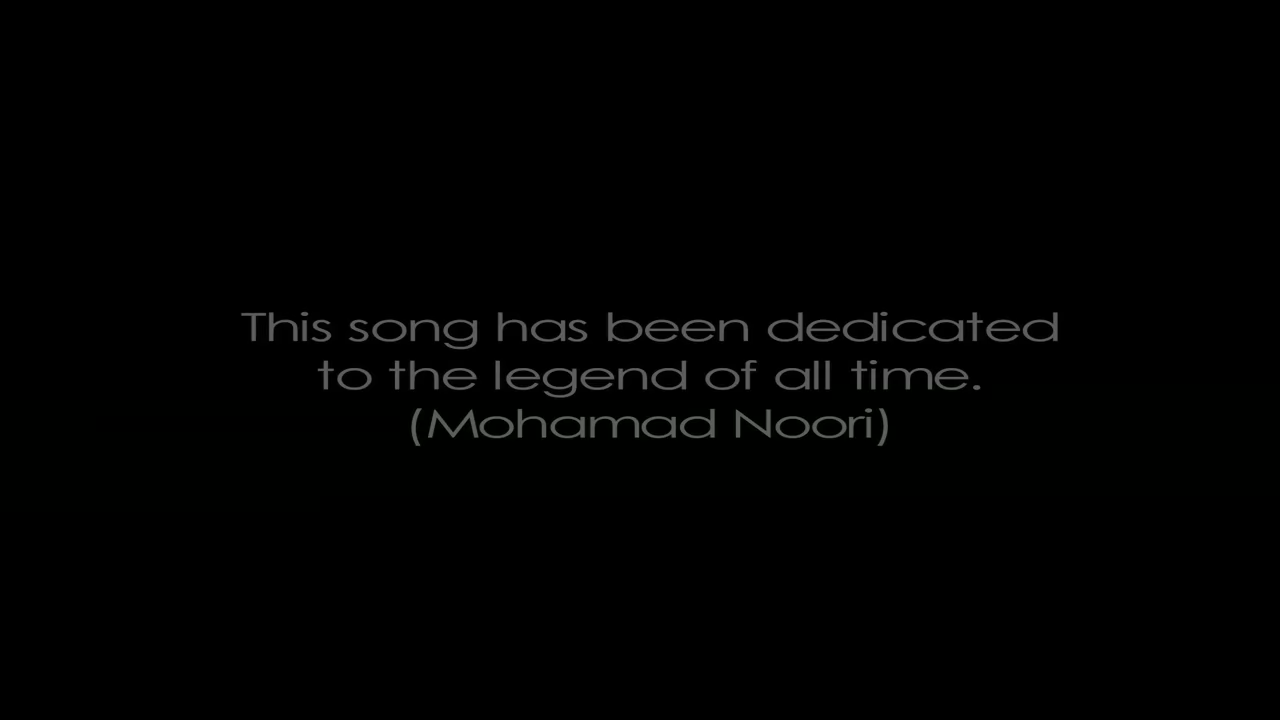 This song has been dedicated
to the legend of all time.
(Mohamad Noori)